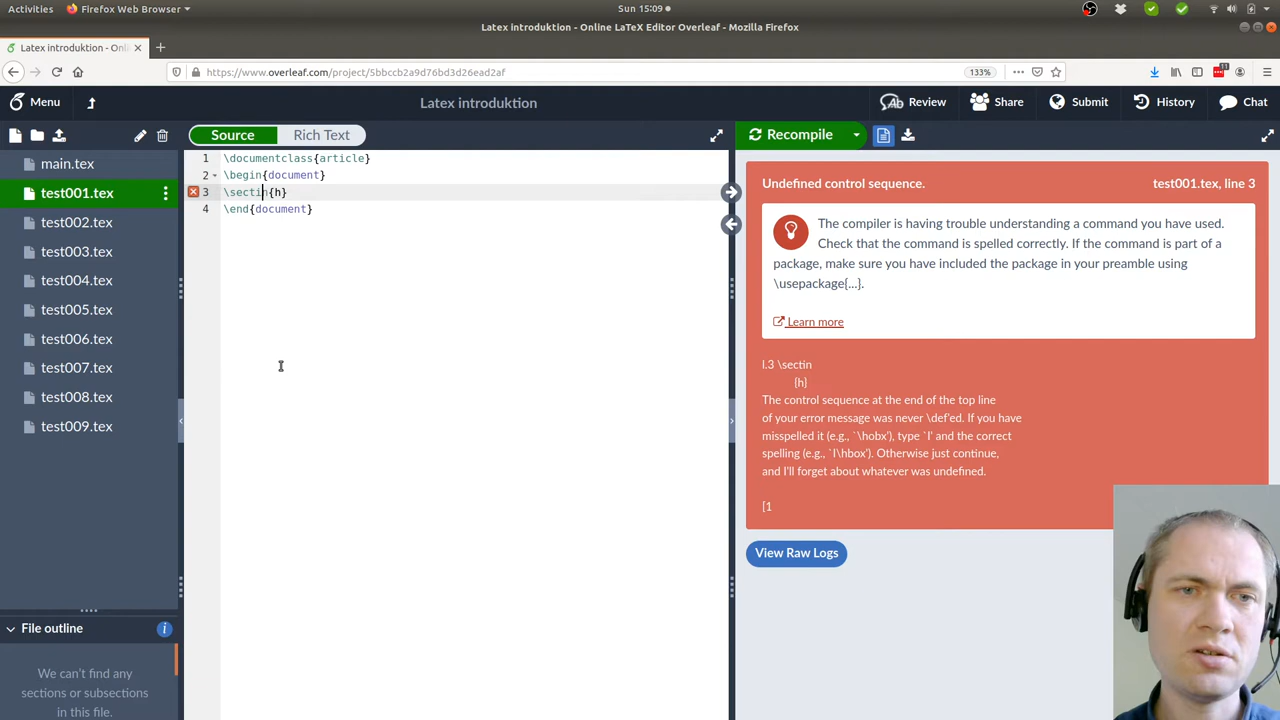 Activities
Firefox Web Browser
Sun 15:09
Latex introduktion - Online LaTeX Editor Overleaf - Mozilla Firefox
Latex introduktion - Onli
https://www.overleaf.com/project/5bbccb2a9d76bd3d26ead2af
133%
11
Menu
Latex introduktion
Review
Share
Submit
History
Chat
Source
Rich Text
Recompile
main.tex
test001.tex
test002.tex
test003.tex
test004.tex
test005.tex
test006.tex
test007.tex
test008.tex
test009.tex
File outline
We can't find any
sections or subsections
in this file.
1 \documentclass{article}
2 \begin{document}
3 \sectin{h}
4 \end{document}
Undefined control sequence.
test001.tex, line 3
The compiler is having trouble understanding a command you have used.
Check that the command is spelled correctly. If the command is part of a
package, make sure you have included the package in your preamble using
\usepackage{...}.
Learn more
l.3 \sectin
{h}
The control sequence at the end of the top line
of your error message was never \def'ed. If you have
misspelled it (e.g., `\hobx'), type `I' and the correct
spelling (e.g., `I\hbox'). Otherwise just continue,
and I'll forget about whatever was undefined.
[1
View Raw Logs